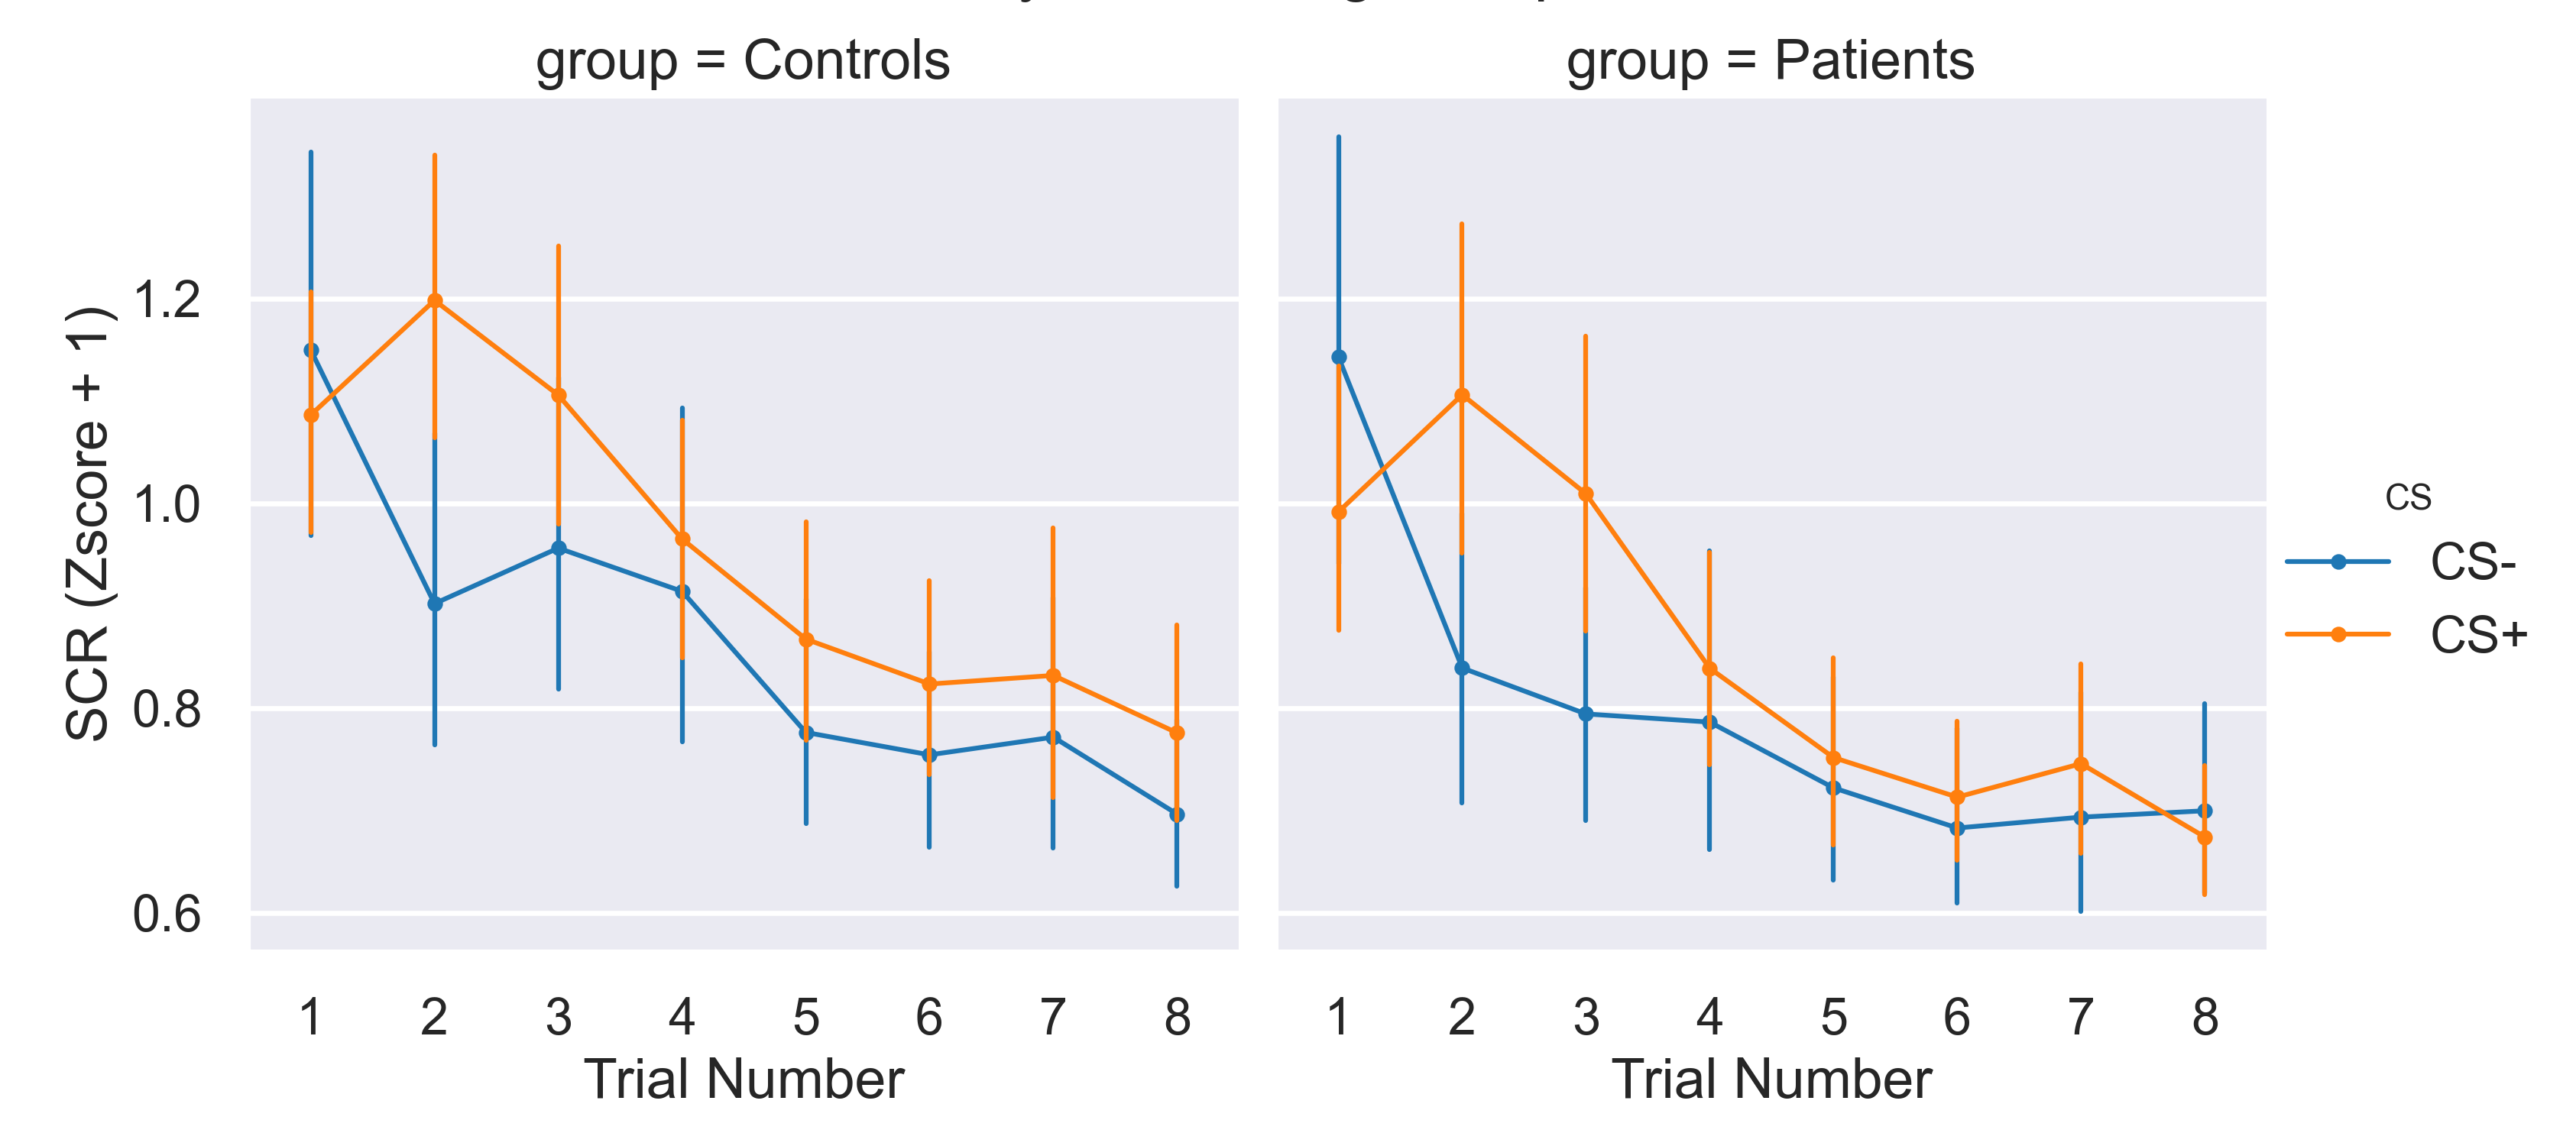 group = Controls
group = Patients
SCR (Zscore + 1)
1.2
1.0
0.8
0.6
1 2 3 4 5 6 7 8
Trial Number
1 2 3 4 5 6 7 8
Trial Number
CS
CS-
CS+